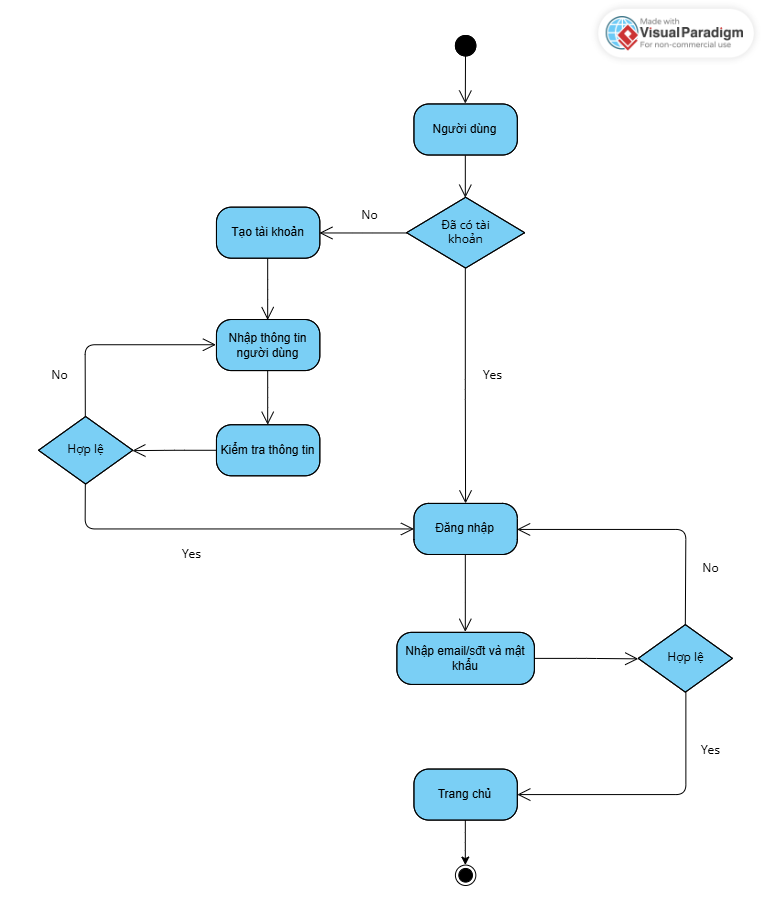 Made with
VisualParadigm
For non-commercial use
Người dùng
Đã có tài
khoản
No
Tạo tài khoản
Nhập thông tin
người dùng
No
Yes
Hợp lệ
Kiểm tra thông tin
Đăng nhập
Yes
No
Nhập email/sđt và mật
khẩu
Hợp lệ
Yes
Trang chủ